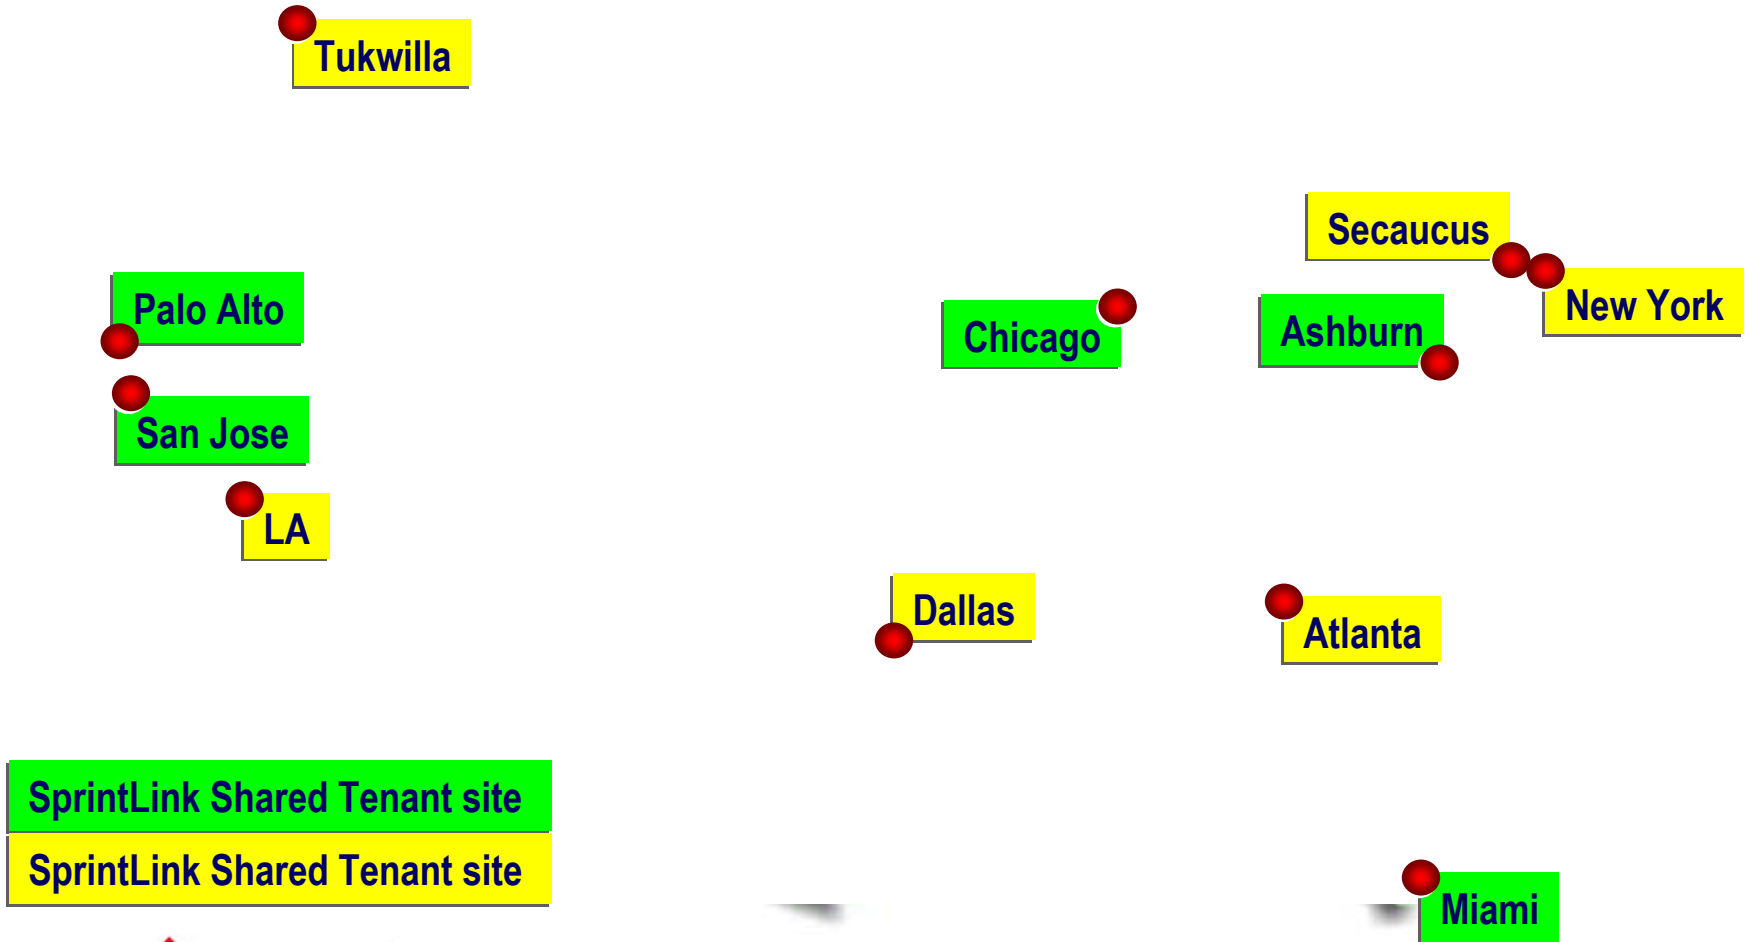 Tukwilla
Secaucus
New York
Palo Alto
Chicago
Ashburn
San Jose
LA
Dallas
Atlanta
SprintLink Shared Tenant site
SprintLink Shared Tenant site
Miami